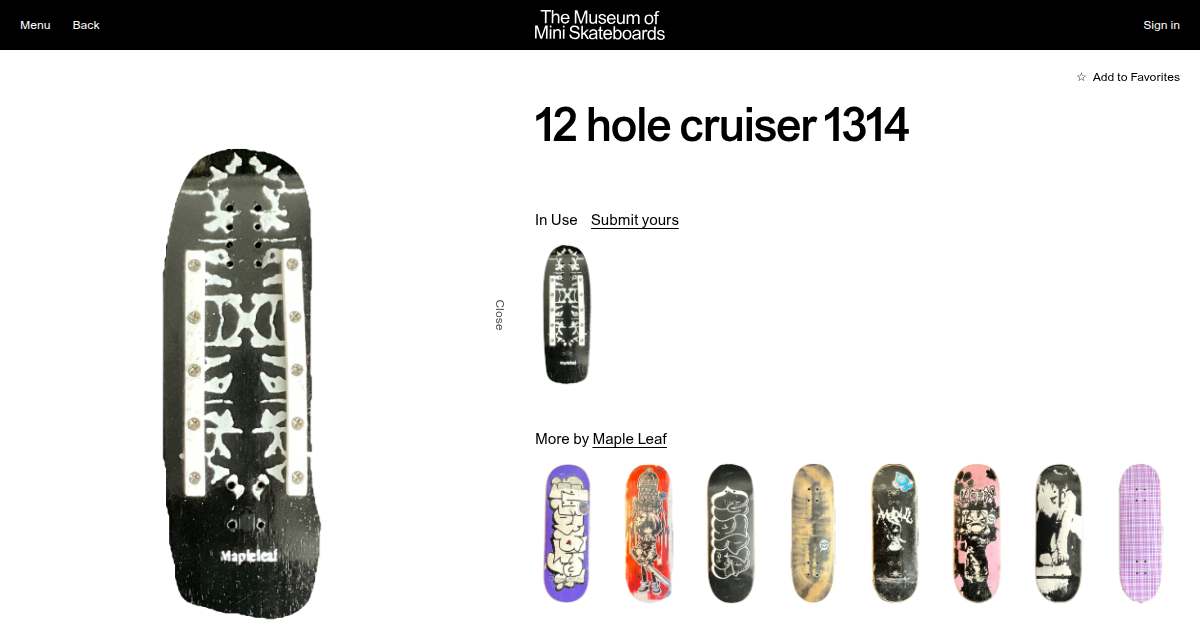 Menu
Back
The Museum of
Mini Skateboards
Sign in
☆ Add to Favorites
12 hole cruiser 1314
In Use Submit yours
Close
Mapleleaf
More by Maple Leaf